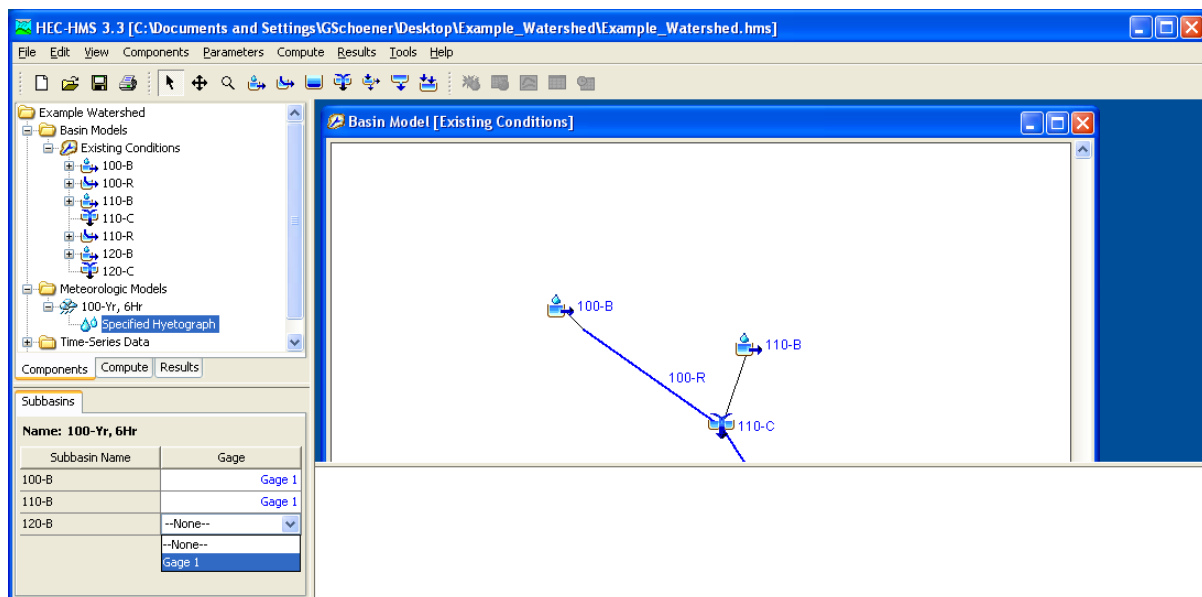 HEC-HMS 3.3 [C:\Documents and Settings\GSchoener\Desktop\Example_Watershed\Example_Watershed.hms]
File Edit View Components Parameters Compute Results Tools Help
Example Watershed
Basin Models
Existing Conditions
100-B
100-R
110-B
110-C
110-R
120-B
120-C
Meteorologic Models
100-Yr, 6Hr
Specified Hyetograph
Time-Series Data
Components Compute Results
Subbasins
Name: 100-Yr, 6Hr
Subbasin Name Gage
100-B Gage 1
110-B Gage 1
120-B --None--
--None--
Gage 1
Basin Model [Existing Conditions]
100-B
110-B
100-R
110-C